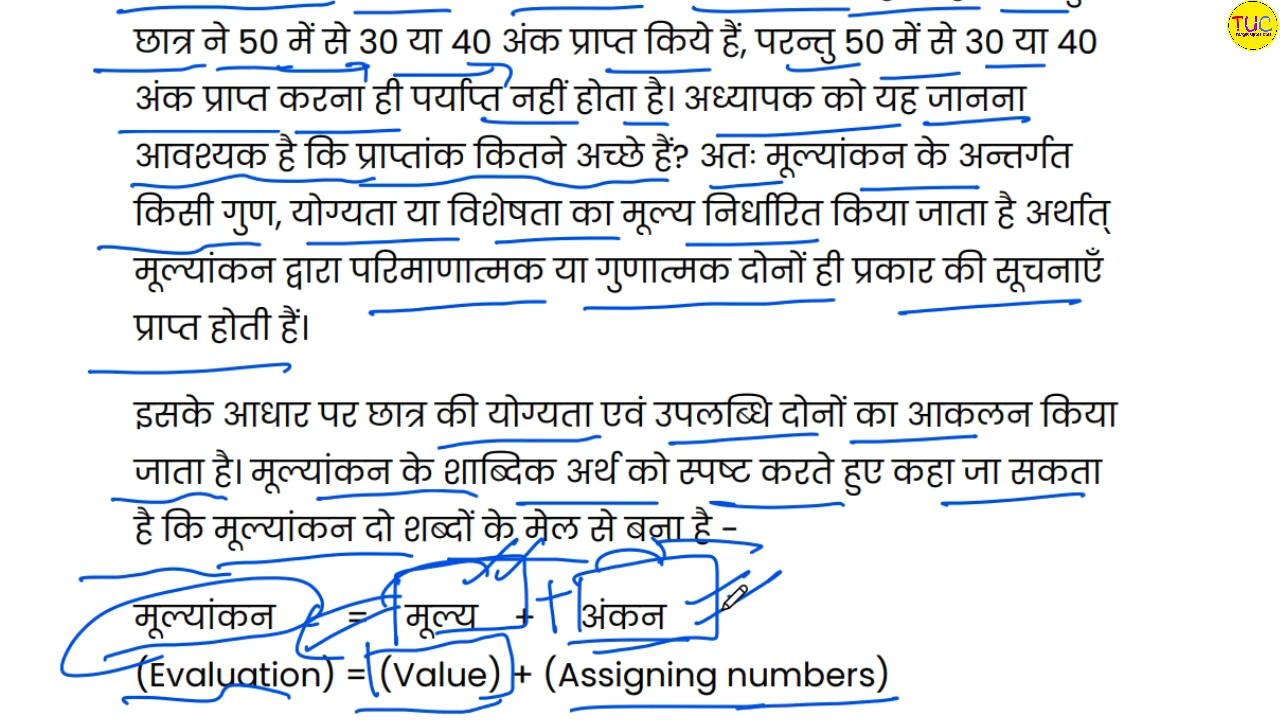 TUC
छात्र ने 50 में से 30 या 40 अंक प्राप्त किये हैं, परन्तु 50 में से 30 या 40
अंक प्राप्त करना ही पर्याप्त नहीं होता है। अध्यापक को यह जानना
आवश्यक है कि प्राप्तांक कितने अच्छे हैं? अतः मूल्यांकन के अन्तर्गत
किसी गुण, योग्यता या विशेषता का मूल्य निर्धारित किया जाता है अर्थात्
मूल्यांकन द्वारा परिमाणात्मक या गुणात्मक दोनों ही प्रकार की सूचनाएँ
प्राप्त होती हैं।
इसके आधार पर छात्र की योग्यता एवं उपलब्धि दोनों का आकलन किया
जाता है। मूल्यांकन के शाब्दिक अर्थ को स्पष्ट करते हुए कहा जा सकता
है कि मूल्यांकन दो शब्दों के मेल से बना है -
मूल्यांकन = मूल्य + अंकन
(Evaluation) = (Value) + (Assigning numbers)